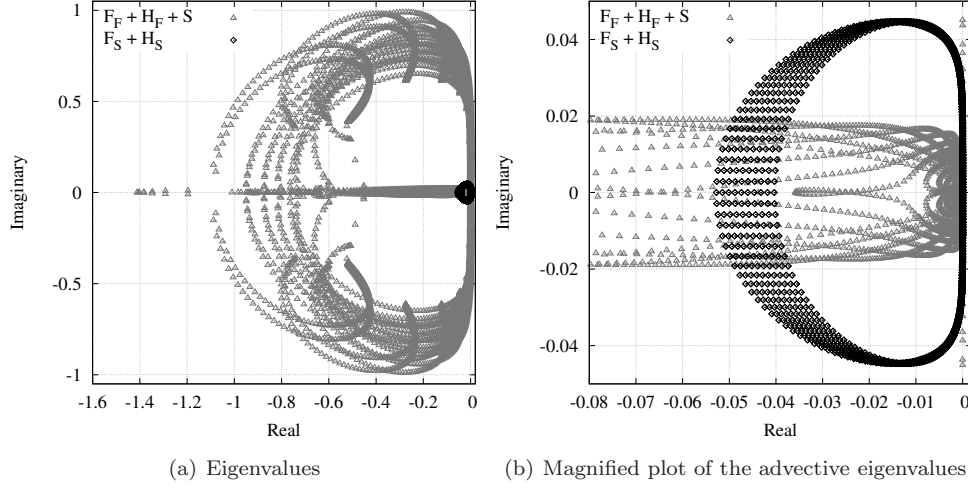 F_F + H_F + S
F_S + H_S
1
0.5
0
-0.5
-1
Imaginary
-1.6 -1.4 -1.2 -1 -0.8 -0.6 -0.4 -0.2 0
Real
(a) Eigenvalues
F_F + H_F + S
F_S + H_S
0.04
0.02
0
-0.02
-0.04
Imaginary
-0.08 -0.07 -0.06 -0.05 -0.04 -0.03 -0.02 -0.01 0
Real
(b) Magnified plot of the advective eigenvalues